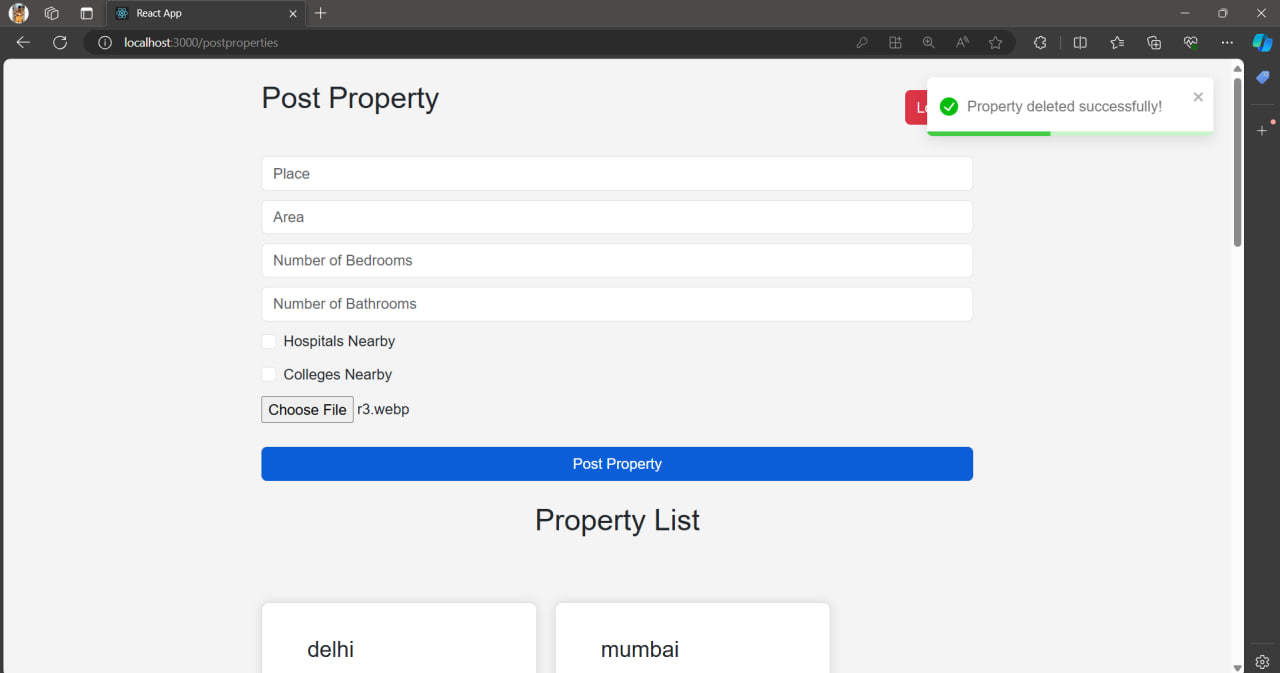 React App
localhost:3000/postproperties
Post Property
Property deleted successfully!
Place
Area
Number of Bedrooms
Number of Bathrooms
Hospitals Nearby
Colleges Nearby
Choose File r3.webp
Post Property
Property List
delhi
mumbai